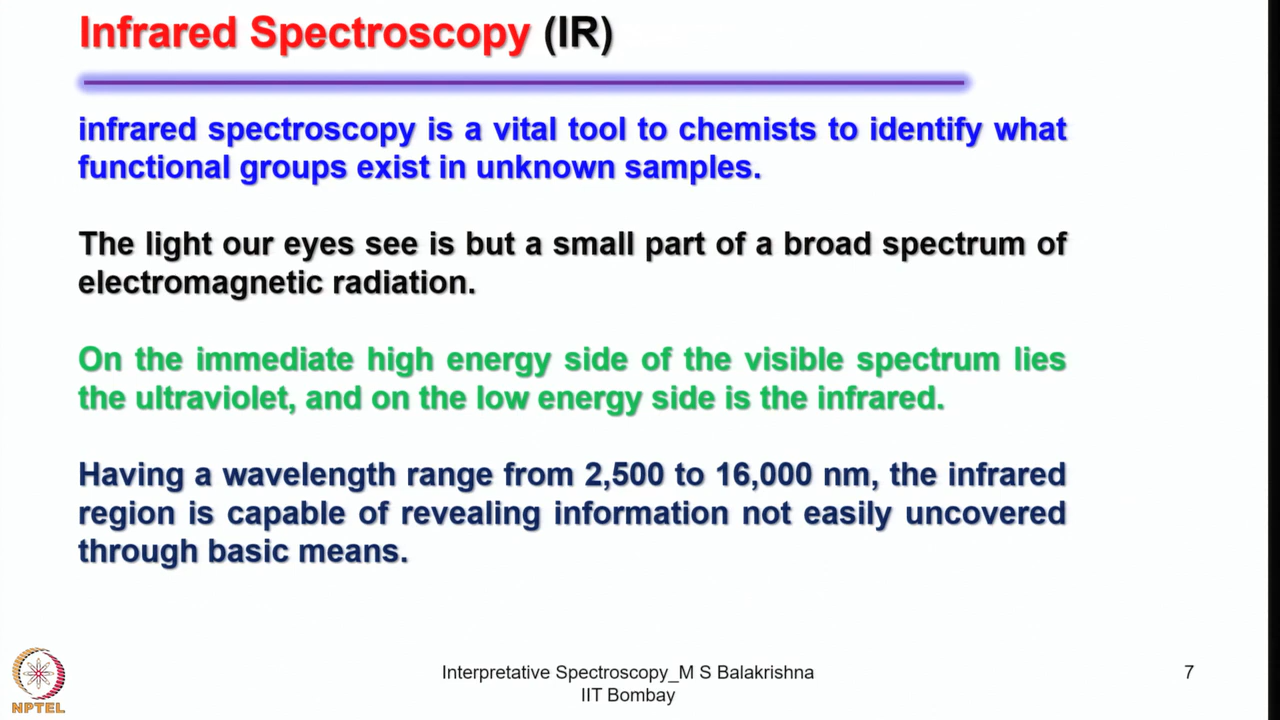 Infrared Spectroscopy (IR)
infrared spectroscopy is a vital tool to chemists to identify what
functional groups exist in unknown samples.
The light our eyes see is but a small part of a broad spectrum of
electromagnetic radiation.
On the immediate high energy side of the visible spectrum lies
the ultraviolet, and on the low energy side is the infrared.
Having a wavelength range from 2,500 to 16,000 nm, the infrared
region is capable of revealing information not easily uncovered
through basic means.
NPTEL
Interpretative Spectroscopy_M S Balakrishna
IIT Bombay
7